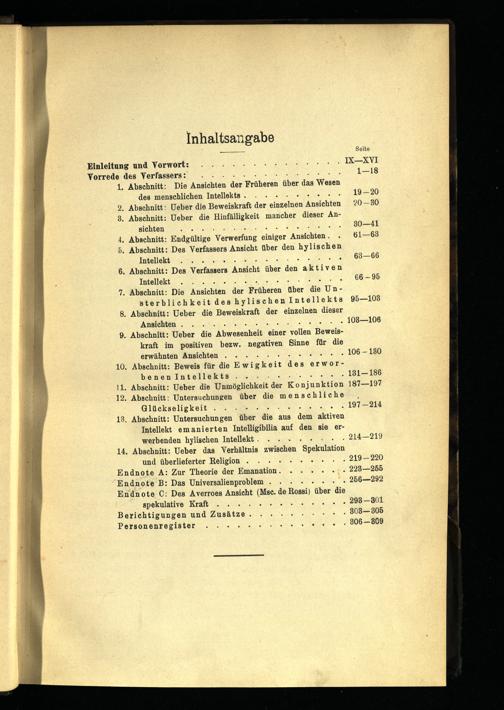 Inhaltsangabe
Seite
Einleitung und Vorwort: . . . . . . . . . . . . . . IX—XVI
Vorrede des Verfassers: . . . . . . . . . . . . . . 1—18
1. Abschnitt: Die Ansichten der Früheren über das Wesen
des menschlichen Intellekts . . . . . . . . . 19—20
2. Abschnitt: Ueber die Beweiskraft der einzelnen Ansichten 20—30
3. Abschnitt: Ueber die Hinfälligkeit mancher dieser An-
sichten . . . . . . . . . . . . . . . 30—41
4. Abschnitt: Endgültige Verwerfung einiger Ansichten . . 61—63
5. Abschnitt: Des Verfassers Ansicht über den hylischen
Intellekt . . . . . . . . . . . . . . . 63—66
6. Abschnitt: Des Verfassers Ansicht über den aktiven
Intellekt . . . . . . . . . . . . . . . 66—95
7. Abschnitt: Die Ansichten der Früheren über die Un-
sterblichkeit des hylischen Intellekts 95—103
8. Abschnitt: Ueber die Beweiskraft der einzelnen dieser
Ansichten . . . . . . . . . . . . . . . 103—106
9. Abschnitt: Ueber die Abwesenheit einer vollen Beweis-
kraft im positiven bezw. negativen Sinne für die
erwähnten Ansichten . . . . . . . . . . . 106—130
10. Abschnitt: Beweis für die Ewigkeit des erwor-
benen Intellekts . . . . . . . . . . 131—186
11. Abschnitt: Ueber die Unmöglichkeit der Konjunktion 187—197
12. Abschnitt: Untersuchungen über die menschliche
Glückseligkeit . . . . . . . . . . . . 197—214
13. Abschnitt: Untersuchungen über die aus dem aktiven
Intellekt emanierten Intelligibilia auf den sie er-
werbenden hylischen Intellekt . . . . . . . . 214—219
14. Abschnitt: Ueber das Verhältnis zwischen Spekulation
und überlieferter Religion . . . . . . . . . 219—220
Endnote A: Zur Theorie der Emanation . . . . . . . 223—255
Endnote B: Das Universalienproblem . . . . . . . . 256—292
Endnote C: Des Averroes Ansicht (Msc. de Rossi) über die
spekulative Kraft . . . . . . . . . . . . 293—301
Berichtigungen und Zusätze . . . . . . . . . . . 303—305
Personenregister . . . . . . . . . . . . . . . 306—309